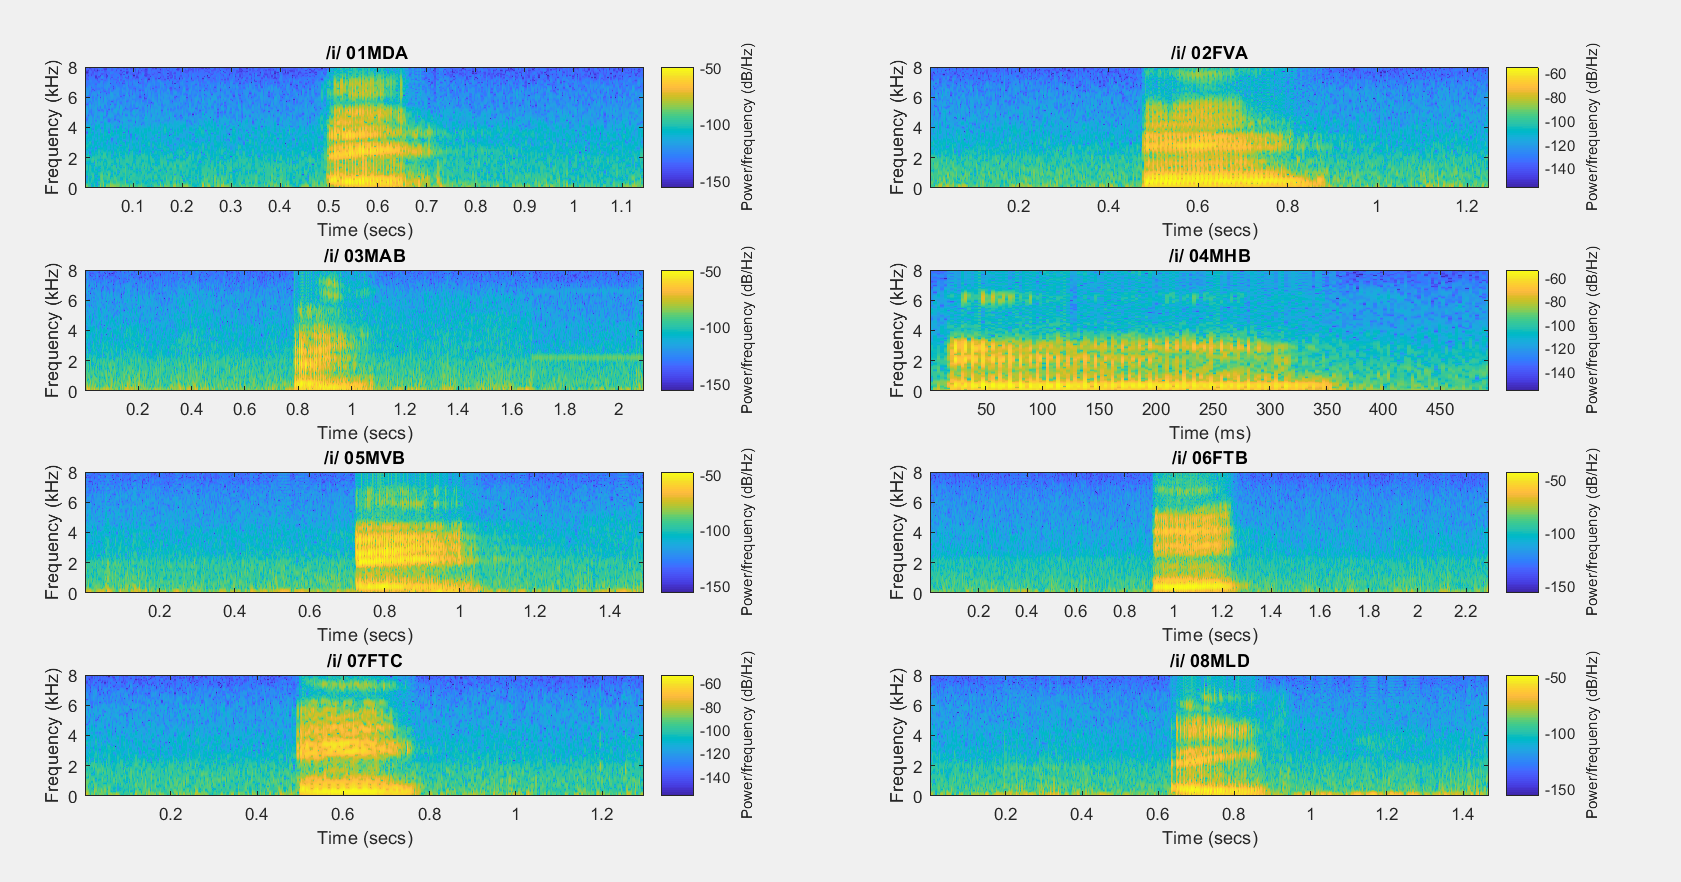 /i/ 01MDA
Frequency (kHz)
8
6
4
2
0
0.1 0.2 0.3 0.4 0.5 0.6 0.7 0.8 0.9 1 1.1
Time (secs)
-50
-100
-150
Power/frequency (dB/Hz)
/i/ 02FVA
Frequency (kHz)
8
6
4
2
0
0.2 0.4 0.6 0.8 1 1.2
Time (secs)
-60
-80
-100
-120
-140
Power/frequency (dB/Hz)
/i/ 03MAB
Frequency (kHz)
8
6
4
2
0
0.2 0.4 0.6 0.8 1 1.2 1.4 1.6 1.8 2
Time (secs)
-50
-100
-150
Power/frequency (dB/Hz)
/i/ 04MHB
Frequency (kHz)
8
6
4
2
0
50 100 150 200 250 300 350 400 450
Time (ms)
-60
-80
-100
-120
-140
Power/frequency (dB/Hz)
/i/ 05MVB
Frequency (kHz)
8
6
4
2
0
0.2 0.4 0.6 0.8 1 1.2 1.4
Time (secs)
-50
-100
-150
Power/frequency (dB/Hz)
/i/ 06FTB
Frequency (kHz)
8
6
4
2
0
0.2 0.4 0.6 0.8 1 1.2 1.4 1.6 1.8 2 2.2
Time (secs)
-50
-100
-150
Power/frequency (dB/Hz)
/i/ 07FTC
Frequency (kHz)
8
6
4
2
0
0.2 0.4 0.6 0.8 1 1.2
Time (secs)
-60
-80
-100
-120
-140
Power/frequency (dB/Hz)
/i/ 08MLD
Frequency (kHz)
8
6
4
2
0
0.2 0.4 0.6 0.8 1 1.2 1.4
Time (secs)
-50
-100
-150
Power/frequency (dB/Hz)